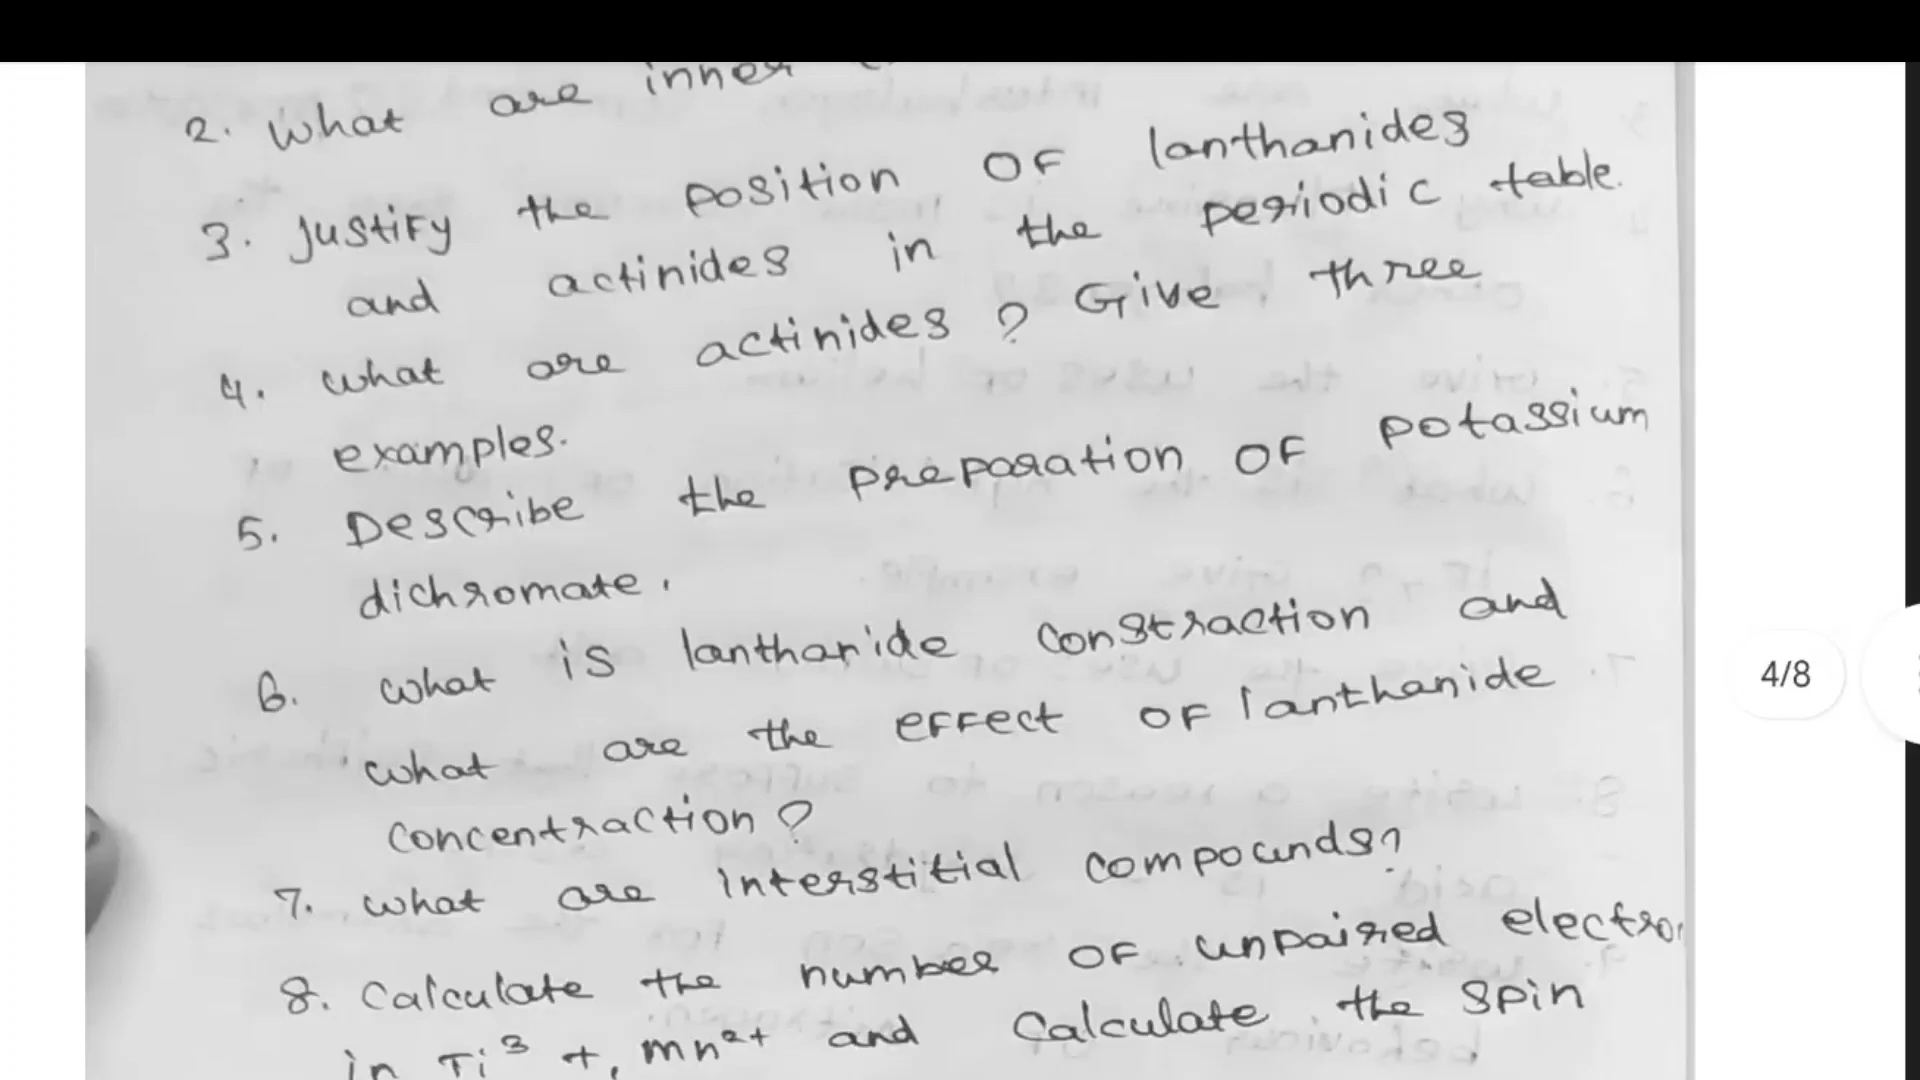 2. What are inner
3. Justify the position OF lanthanides
and actinides in the periodic table.
4. What are actinides? Give three
examples.
5. Describe the preparation OF potassium
dichromate.
6. What is lanthanide constraction and
what are the effect OF lanthanide
concentraction?
7. What are interstitial compounds?
8. Calculate the number OF unpaired electron
in Ti3+, mn2+ and Calculate the spin
4/8